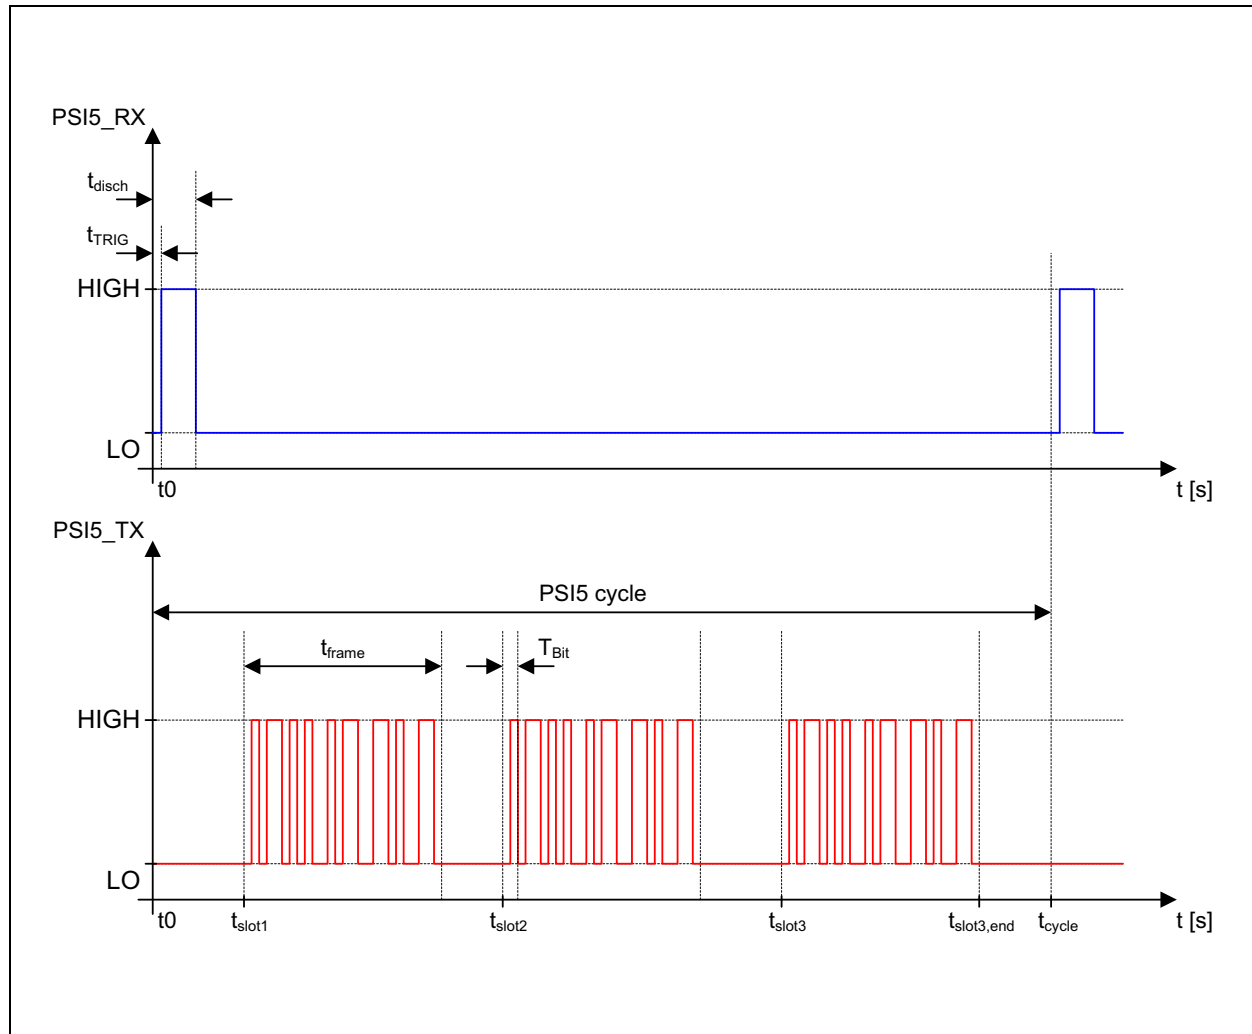 PSI5_RX
tdisch
tTRIG
HIGH
LO
t0
t [s]
PSI5_TX
PSI5 cycle
tframe
TBit
HIGH
LO
t0
tslot1
tslot2
tslot3
tslot3,end
tcycle
t [s]